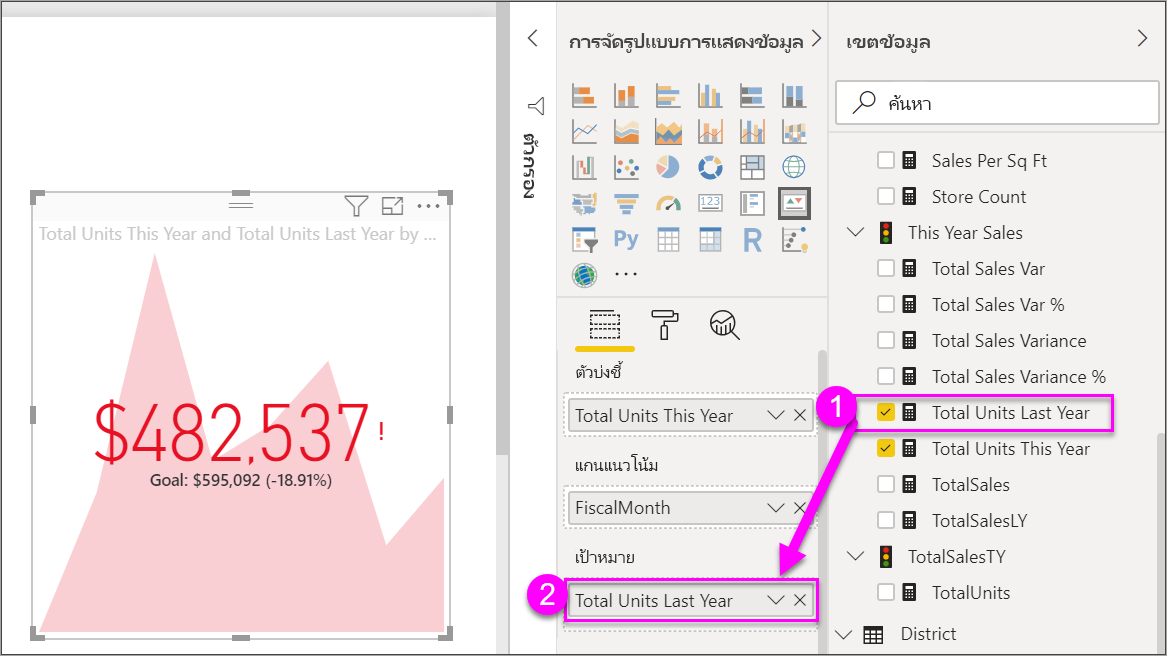 Total Units This Year and Total Units Last Year by ...
$482,537 !
Goal: $595,092 (-18.91%)
ตัวกรอง
การจัดรูปแบบการแสดงข้อมูล
123
Py
R
ตัวบ่งชี้
Total Units This Year
แกนแนวโน้ม
FiscalMonth
เป้าหมาย
2
Total Units Last Year
เขตข้อมูล
ค้นหา
Sales Per Sq Ft
Store Count
This Year Sales
Total Sales Var
Total Sales Var %
Total Sales Variance
Total Sales Variance %
1
Total Units Last Year
Total Units This Year
TotalSales
TotalSalesLY
TotalSalesTY
TotalUnits
District